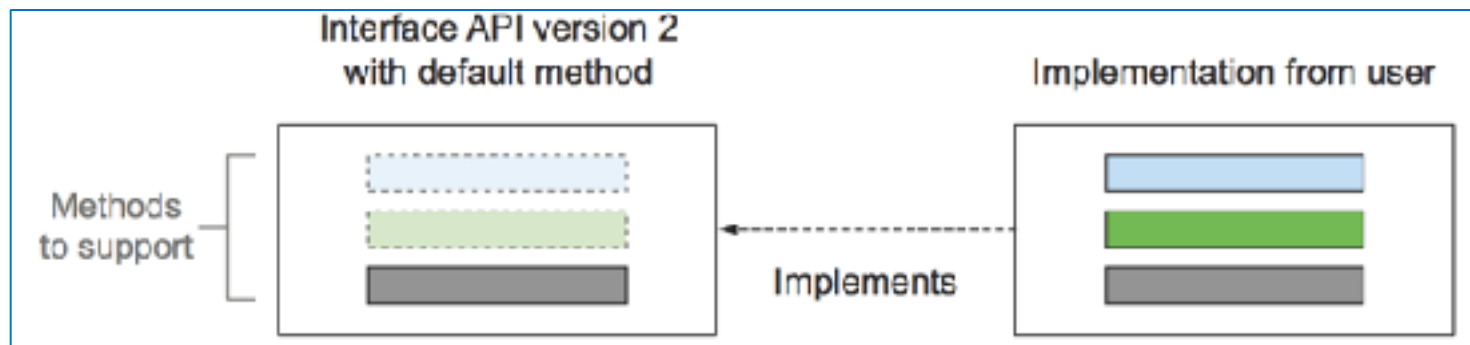 Interface API version 2
with default method
Implementation from user
Methods
to support
Implements